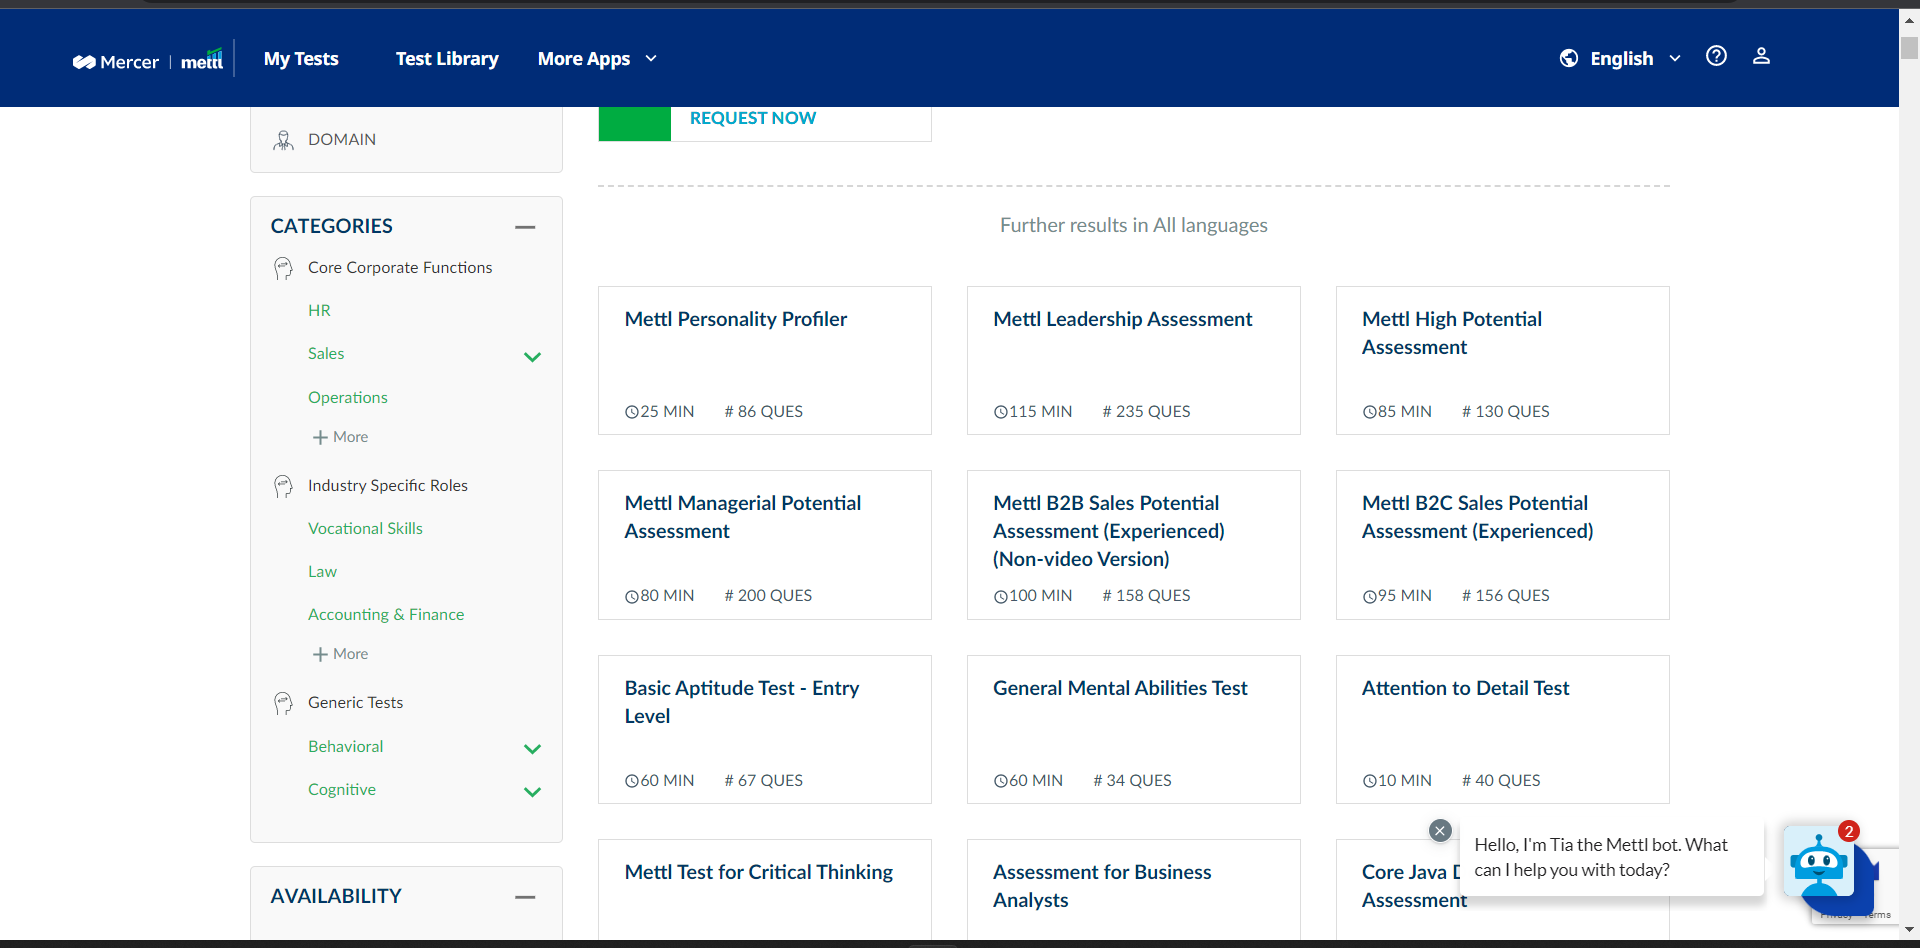 Mercer | mettl
My Tests
Test Library
More Apps
English
DOMAIN
REQUEST NOW
CATEGORIES
Core Corporate Functions
HR
Sales
Operations
More
Industry Specific Roles
Vocational Skills
Law
Accounting & Finance
More
Generic Tests
Behavioral
Cognitive
AVAILABILITY
Further results in All languages
Mettl Personality Profiler
25 MIN # 86 QUES
Mettl Leadership Assessment
115 MIN # 235 QUES
Mettl High Potential
Assessment
85 MIN # 130 QUES
Mettl Managerial Potential
Assessment
80 MIN # 200 QUES
Mettl B2B Sales Potential
Assessment (Experienced)
(Non-video Version)
100 MIN # 158 QUES
Mettl B2C Sales Potential
Assessment (Experienced)
95 MIN # 156 QUES
Basic Aptitude Test - Entry
Level
60 MIN # 67 QUES
General Mental Abilities Test
60 MIN # 34 QUES
Attention to Detail Test
10 MIN # 40 QUES
Mettl Test for Critical Thinking
Assessment for Business
Analysts
Core Java
Assessment
Hello, I'm Tia the Mettl bot. What
can I help you with today?
2